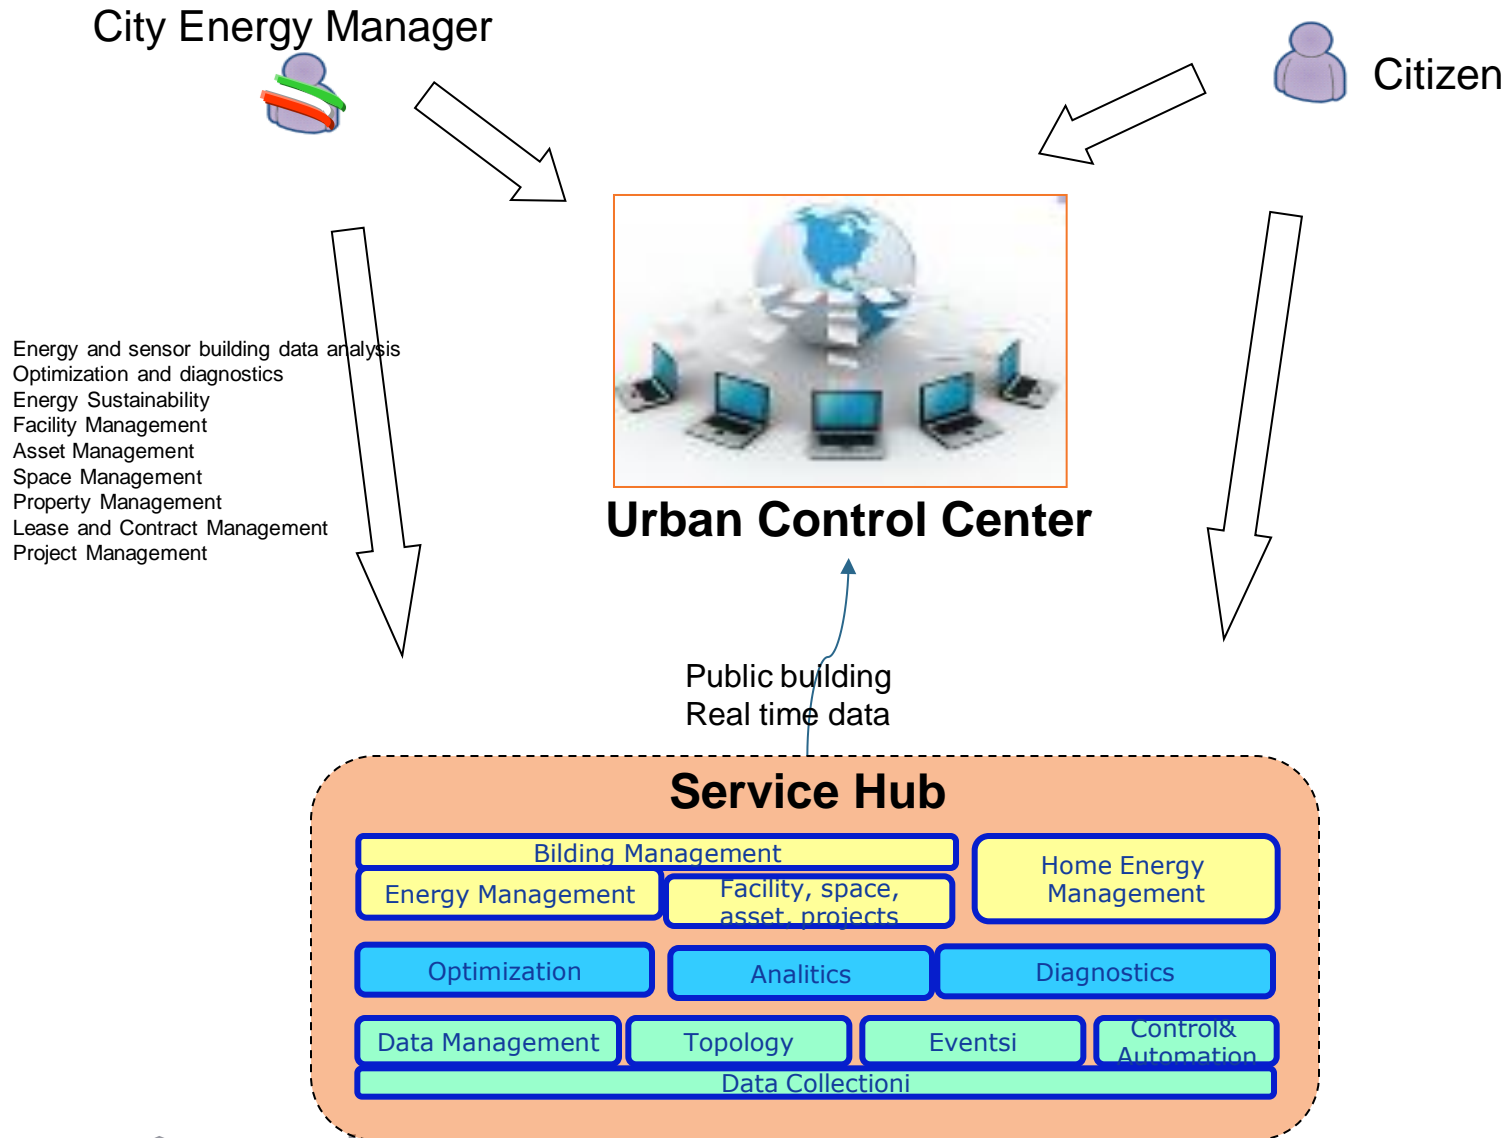 City Energy Manager
Citizen
Energy and sensor building data analysis
Optimization and diagnostics
Energy Sustainability
Facility Management
Asset Management
Space Management
Property Management
Lease and Contract Management
Project Management
Urban Control Center
Public building
Real time data
Service Hub
Bilding Management
Home Energy
Management
Energy Management
Facility, space,
asset, projects
Optimization
Analitics
Diagnostics
Data Management
Topology
Eventsi
Control&
Automation
Data Collectioni